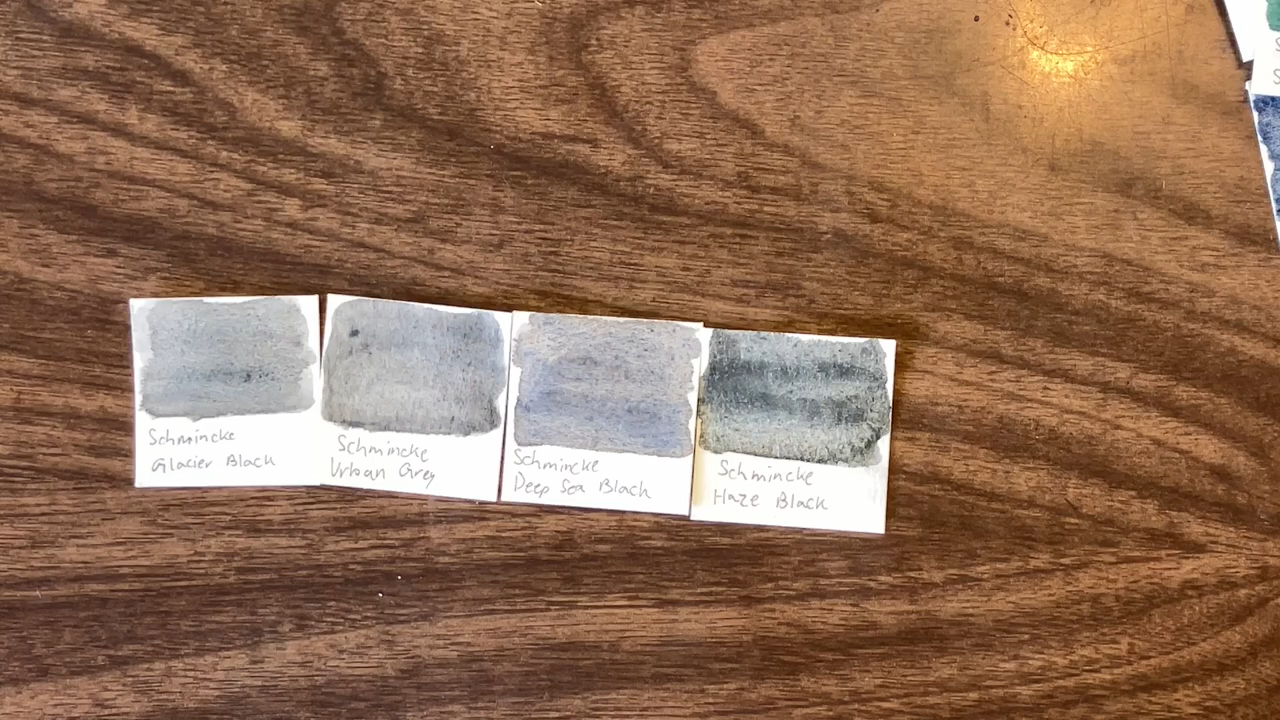 Schmincke
Glacier Black
Schmincke
Urban Grey
Schmincke
Deep Sea Black
Schmincke
Haze Black
S
S